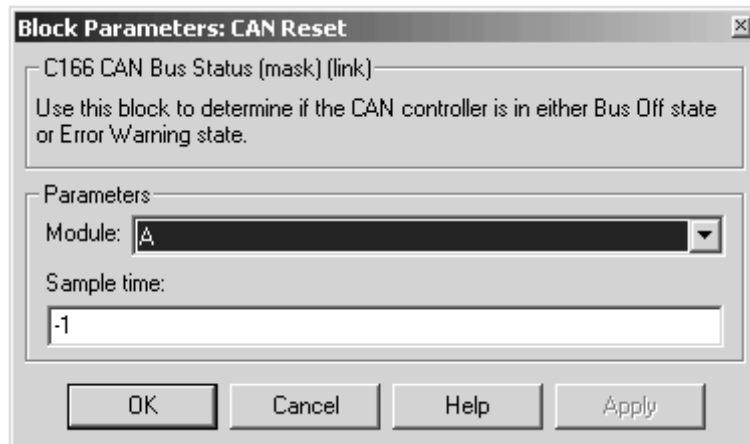 Block Parameters: CAN Reset
C166 CAN Bus Status (mask) (link)
Use this block to determine if the CAN controller is in either Bus Off state
or Error Warning state.
Parameters
Module: A
Sample time:
-1
OK Cancel Help Apply